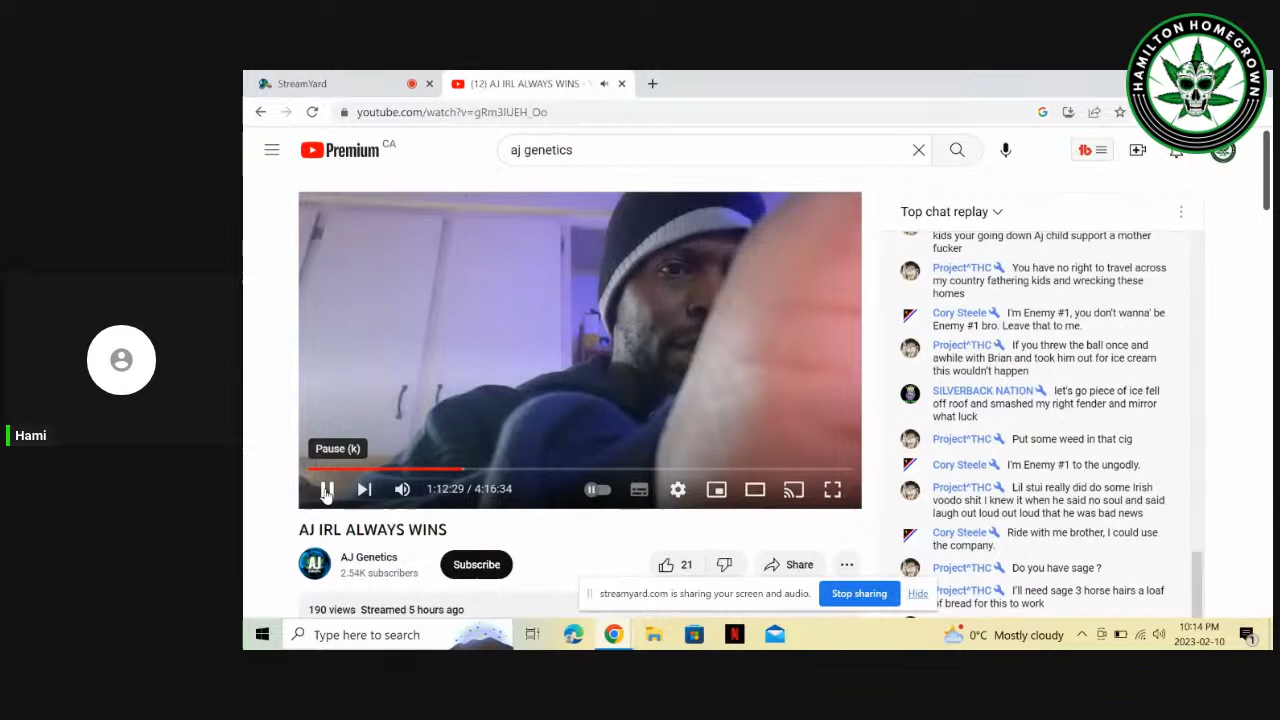 HAMILTON HOMEGROWN
StreamYard
(12) AJ IRL ALWAYS WINS -
youtube.com/watch?v=gRm3lUEH_Oo
Premium CA
aj genetics
Top chat replay
kids your going down Aj child support a mother
fucker
Project^THC You have no right to travel across
my country fathering kids and wrecking these
homes
Cory Steele I'm Enemy #1, you don't wanna' be
Enemy #1 bro. Leave that to me.
Project^THC If you threw the ball once and
awhile with Brian and took him out for ice cream
this wouldn't happen
SILVERBACK NATION let's go piece of ice fell
off roof and smashed my right fender and mirror
what luck
Project^THC Put some weed in that cig
Cory Steele I'm Enemy #1 to the ungodly.
Project^THC Lil stui really did do some Irish
voodo shit I knew it when he said no soul and said
laugh out loud out loud that he was bad news
Cory Steele Ride with me brother, I could use
the company.
Project^THC Do you have sage ?
Project^THC I'll need sage 3 horse hairs a loaf
of bread for this to work
Hami
Pause (k)
1:12:29 / 4:16:34
AJ IRL ALWAYS WINS
AJ
AJ Genetics
2.54K subscribers
Subscribe
21
Share
190 views Streamed 5 hours ago
streamyard.com is sharing your screen and audio.
Stop sharing
Hide
Type here to search
N
0°C Mostly cloudy
10:14 PM
2023-02-10
1